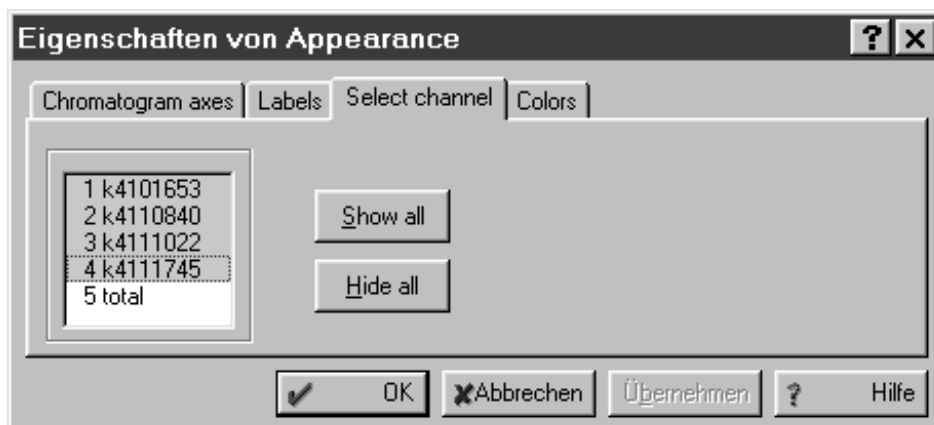 Eigenschaften von Appearance
Chromatogram axes Labels Select channel Colors
1 k4101653
2 k4110840
3 k4111022
4 k4111745
5 total
Show all
Hide all
OK Abbrechen Übernehmen ? Hilfe